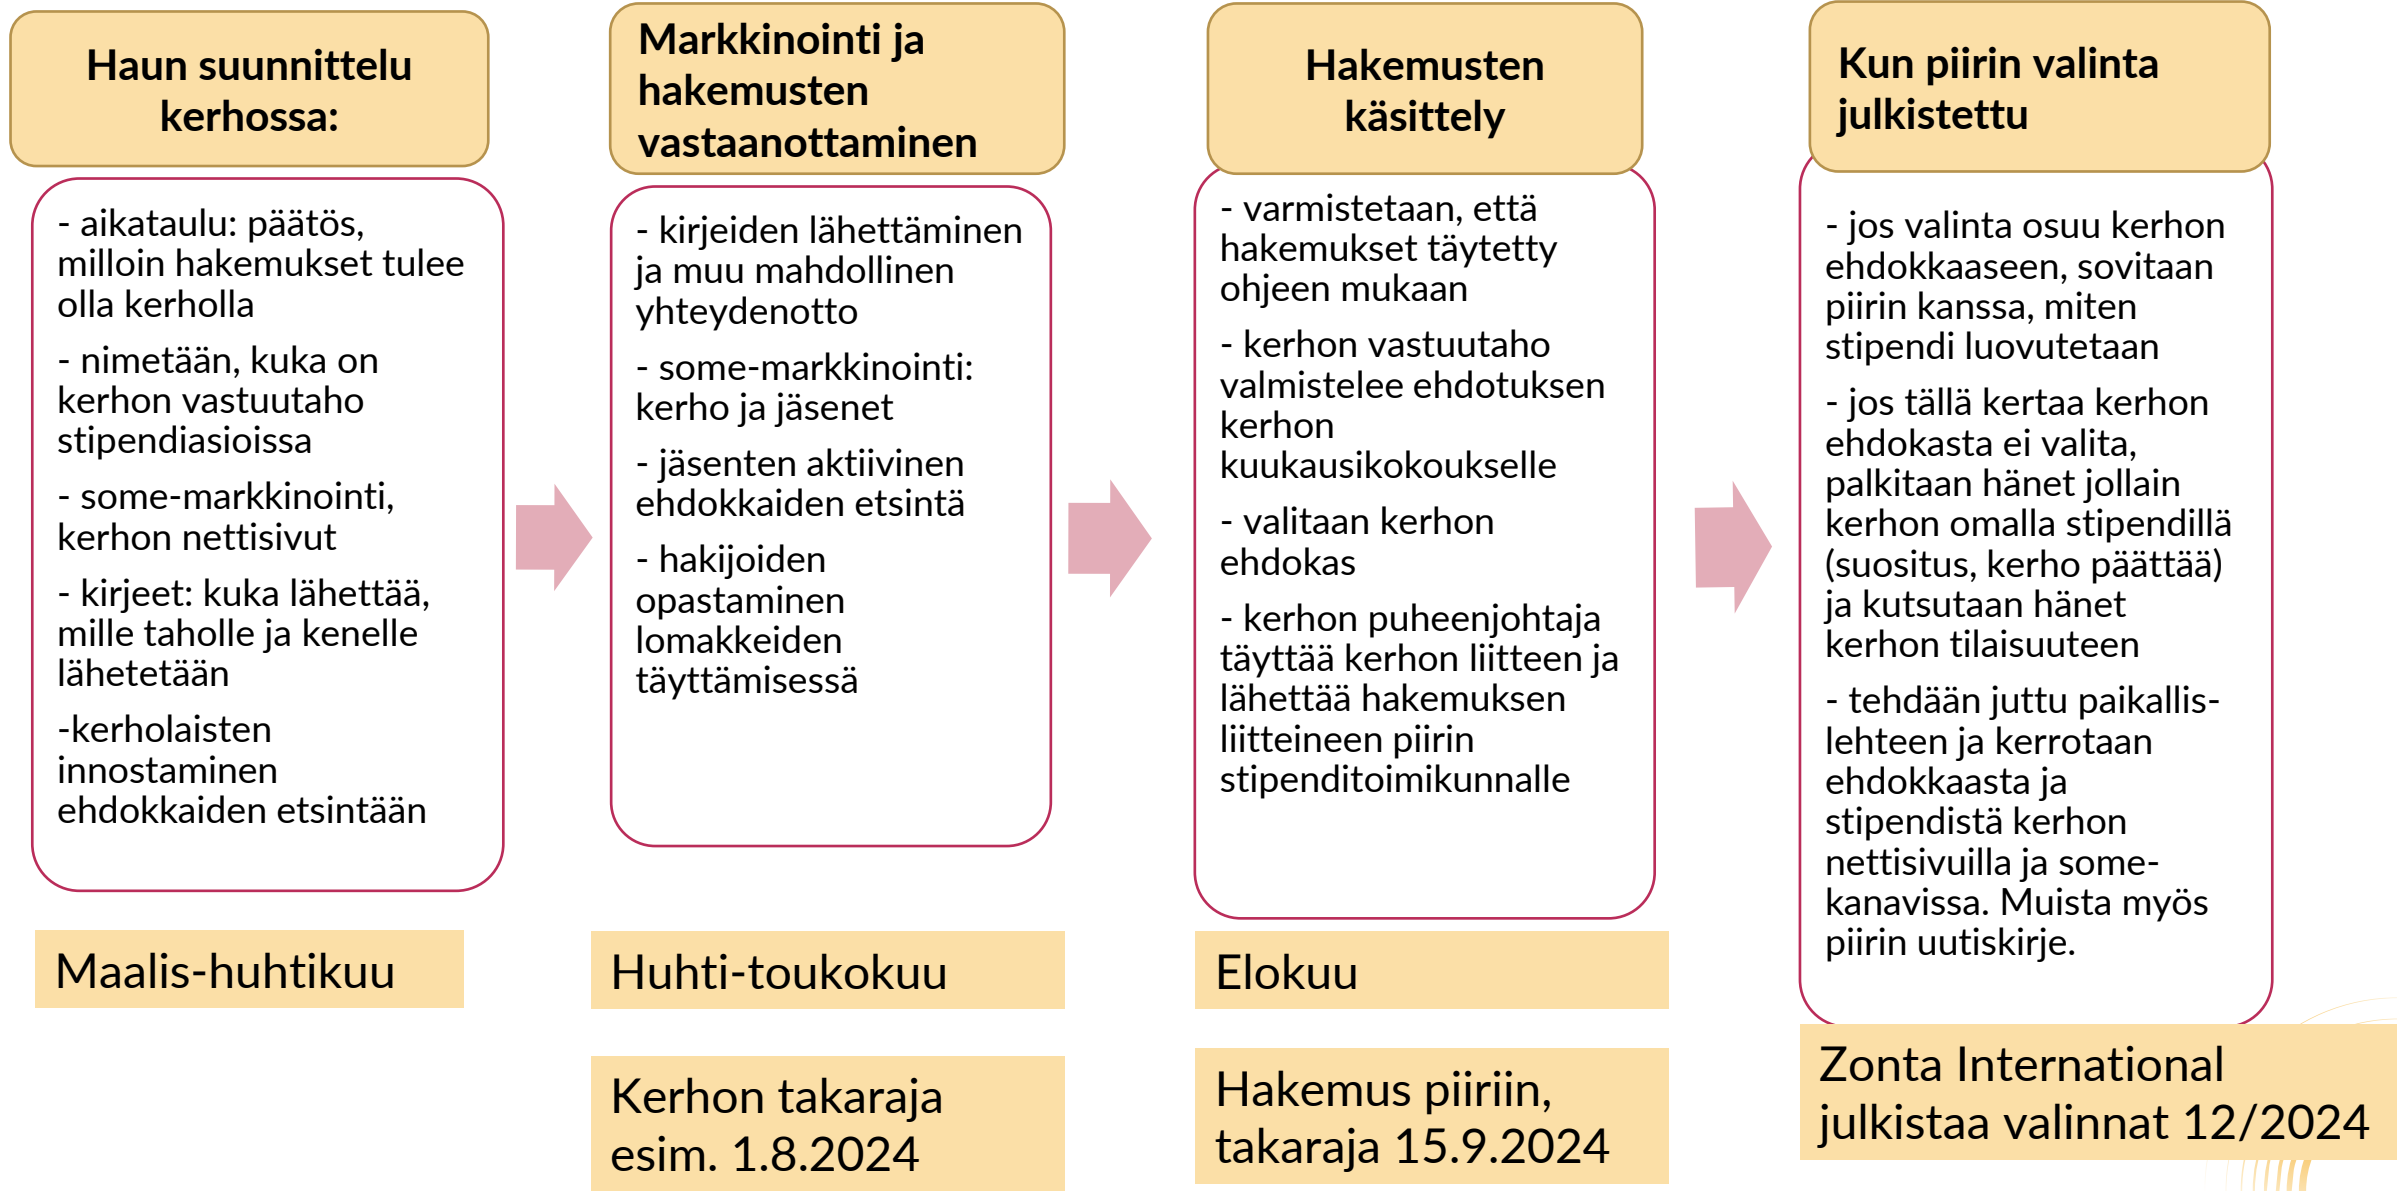 Haun suunnittelu
kerhossa:
- aikataulu: päätös,
milloin hakemukset tulee
olla kerholla
- nimetään, kuka on
kerhon vastuutaho
stipendiasioissa
- some-markkinointi,
kerhon nettisivut
- kirjeet: kuka lähettää,
mille taholle ja kenelle
lähetetään
-kerholaisten
innostaminen
ehdokkaiden etsintään
Maalis-huhtikuu
Markkinointi ja
hakemusten
vastaanottaminen
- kirjeiden lähettäminen
ja muu mahdollinen
yhteydenotto
- some-markkinointi:
kerho ja jäsenet
- jäsenten aktiivinen
ehdokkaiden etsintä
- hakijoiden
opastaminen
lomakkeiden
täyttämisessä
Huhti-toukokuu
Kerhon takaraja
esim. 1.8.2024
Hakemusten
käsittely
- varmistetaan, että
hakemukset täytetty
ohjeen mukaan
- kerhon vastuutaho
valmistelee ehdotuksen
kerhon
kuukausikokoukselle
- valitaan kerhon
ehdokas
- kerhon puheenjohtaja
täyttää kerhon liitteen ja
lähettää hakemuksen
liitteineen piirin
stipenditoimikunnalle
Elokuu
Hakemus piiriin,
takaraja 15.9.2024
Kun piirin valinta
julkistettu
- jos valinta osuu kerhon
ehdokkaaseen, sovitaan
piirin kanssa, miten
stipendi luovutetaan
- jos tällä kertaa kerhon
ehdokasta ei valita,
palkitaan hänet jollain
kerhon omalla stipendillä
(suositus, kerho päättää)
ja kutsutaan hänet
kerhon tilaisuuteen
- tehdään juttu paikallis-
lehteen ja kerrotaan
ehdokkaasta ja
stipendistä kerhon
nettisivuilla ja some-
kanavissa. Muista myös
piirin uutiskirje.
Zonta International
julkistaa valinnat 12/2024